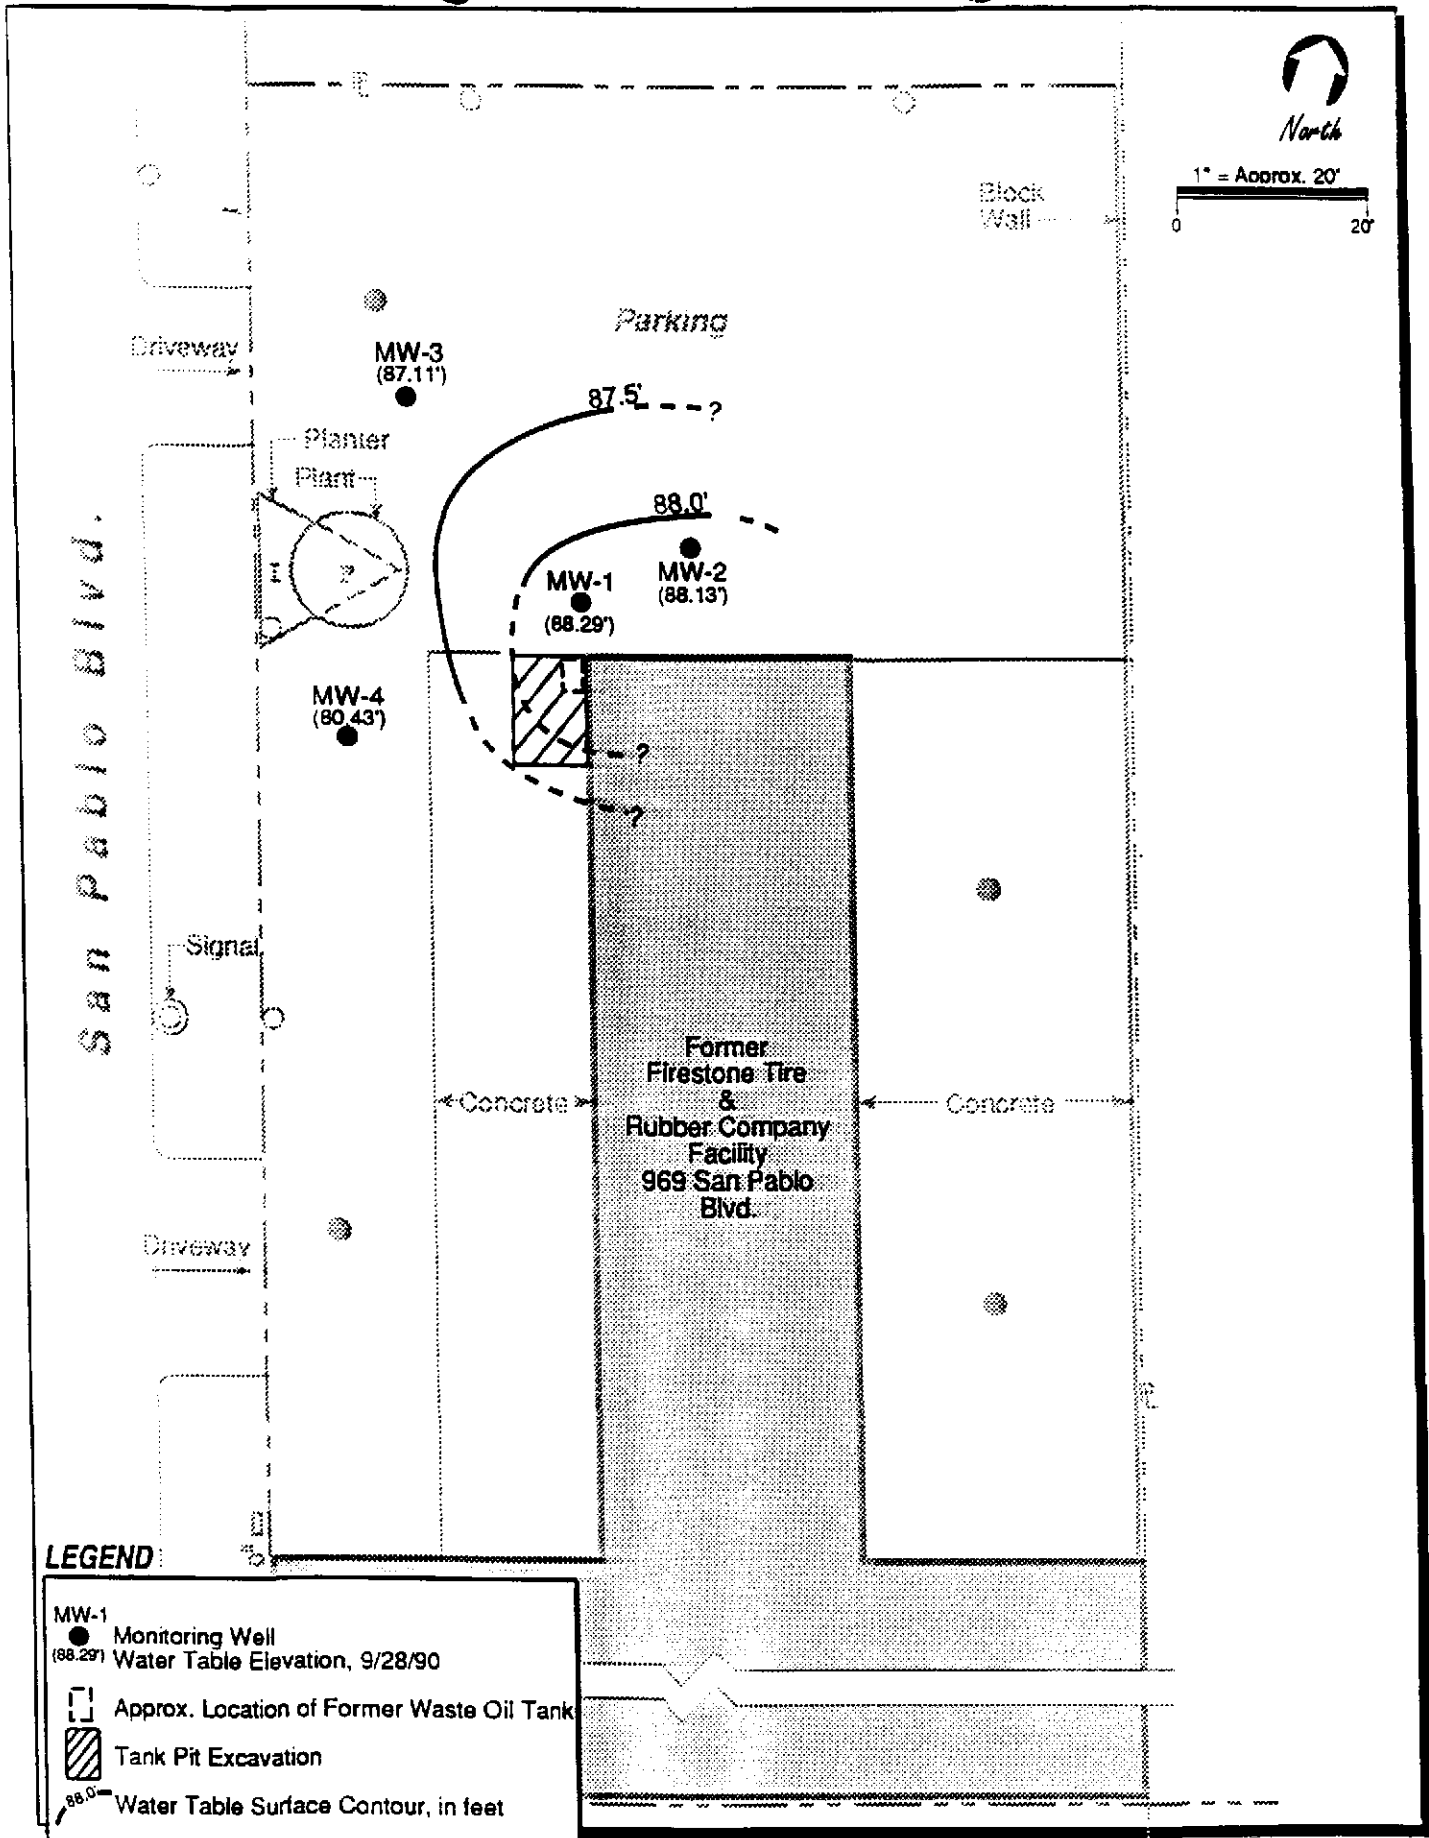 North
1" = Approx. 20'
0 20'
Block
Wall
Parking
Driveway
MW-3
(87.11')
87.5'
?
Planter
Plant
88.0'
P
MW-1
(88.29')
MW-2
(88.13')
MW-4
(80.43')
?
?
San Pablo Blvd.
Signal
Concrete
Former
Firestone Tire
&
Rubber Company
Facility
969 San Pablo
Blvd.
Concrete
Driveway
LEGEND
MW-1
Monitoring Well
(88.29') Water Table Elevation, 9/28/90
Approx. Location of Former Waste Oil Tank
Tank Pit Excavation
88.0' Water Table Surface Contour, in feet